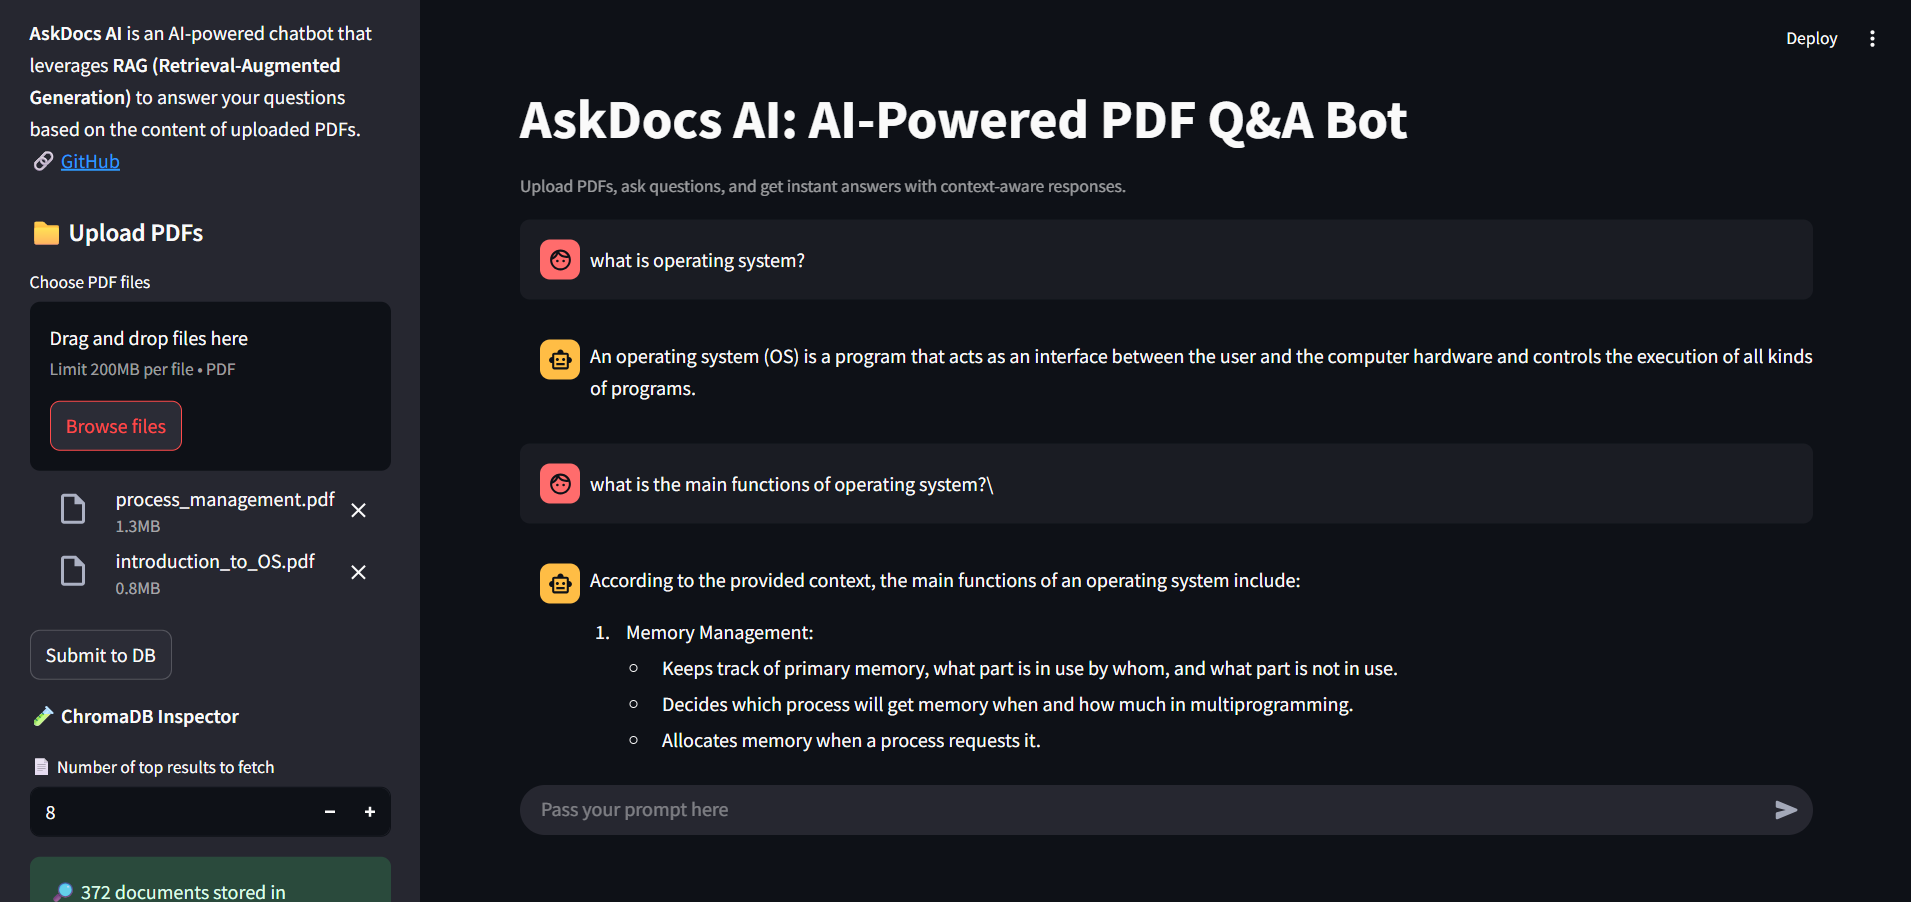 AskDocs AI is an AI-powered chatbot that
leverages RAG (Retrieval-Augmented
Generation) to answer your questions
based on the content of uploaded PDFs.
GitHub
Upload PDFs
Choose PDF files
Drag and drop files here
Limit 200MB per file • PDF
Browse files
process_management.pdf
1.3MB
introduction_to_OS.pdf
0.8MB
Submit to DB
ChromaDB Inspector
Number of top results to fetch
8
372 documents stored in
Deploy
AskDocs AI: AI-Powered PDF Q&A Bot
Upload PDFs, ask questions, and get instant answers with context-aware responses.
what is operating system?
An operating system (OS) is a program that acts as an interface between the user and the computer hardware and controls the execution of all kinds
of programs.
what is the main functions of operating system?\
According to the provided context, the main functions of an operating system include:
1. Memory Management:
Keeps track of primary memory, what part is in use by whom, and what part is not in use.
Decides which process will get memory when and how much in multiprogramming.
Allocates memory when a process requests it.
Pass your prompt here